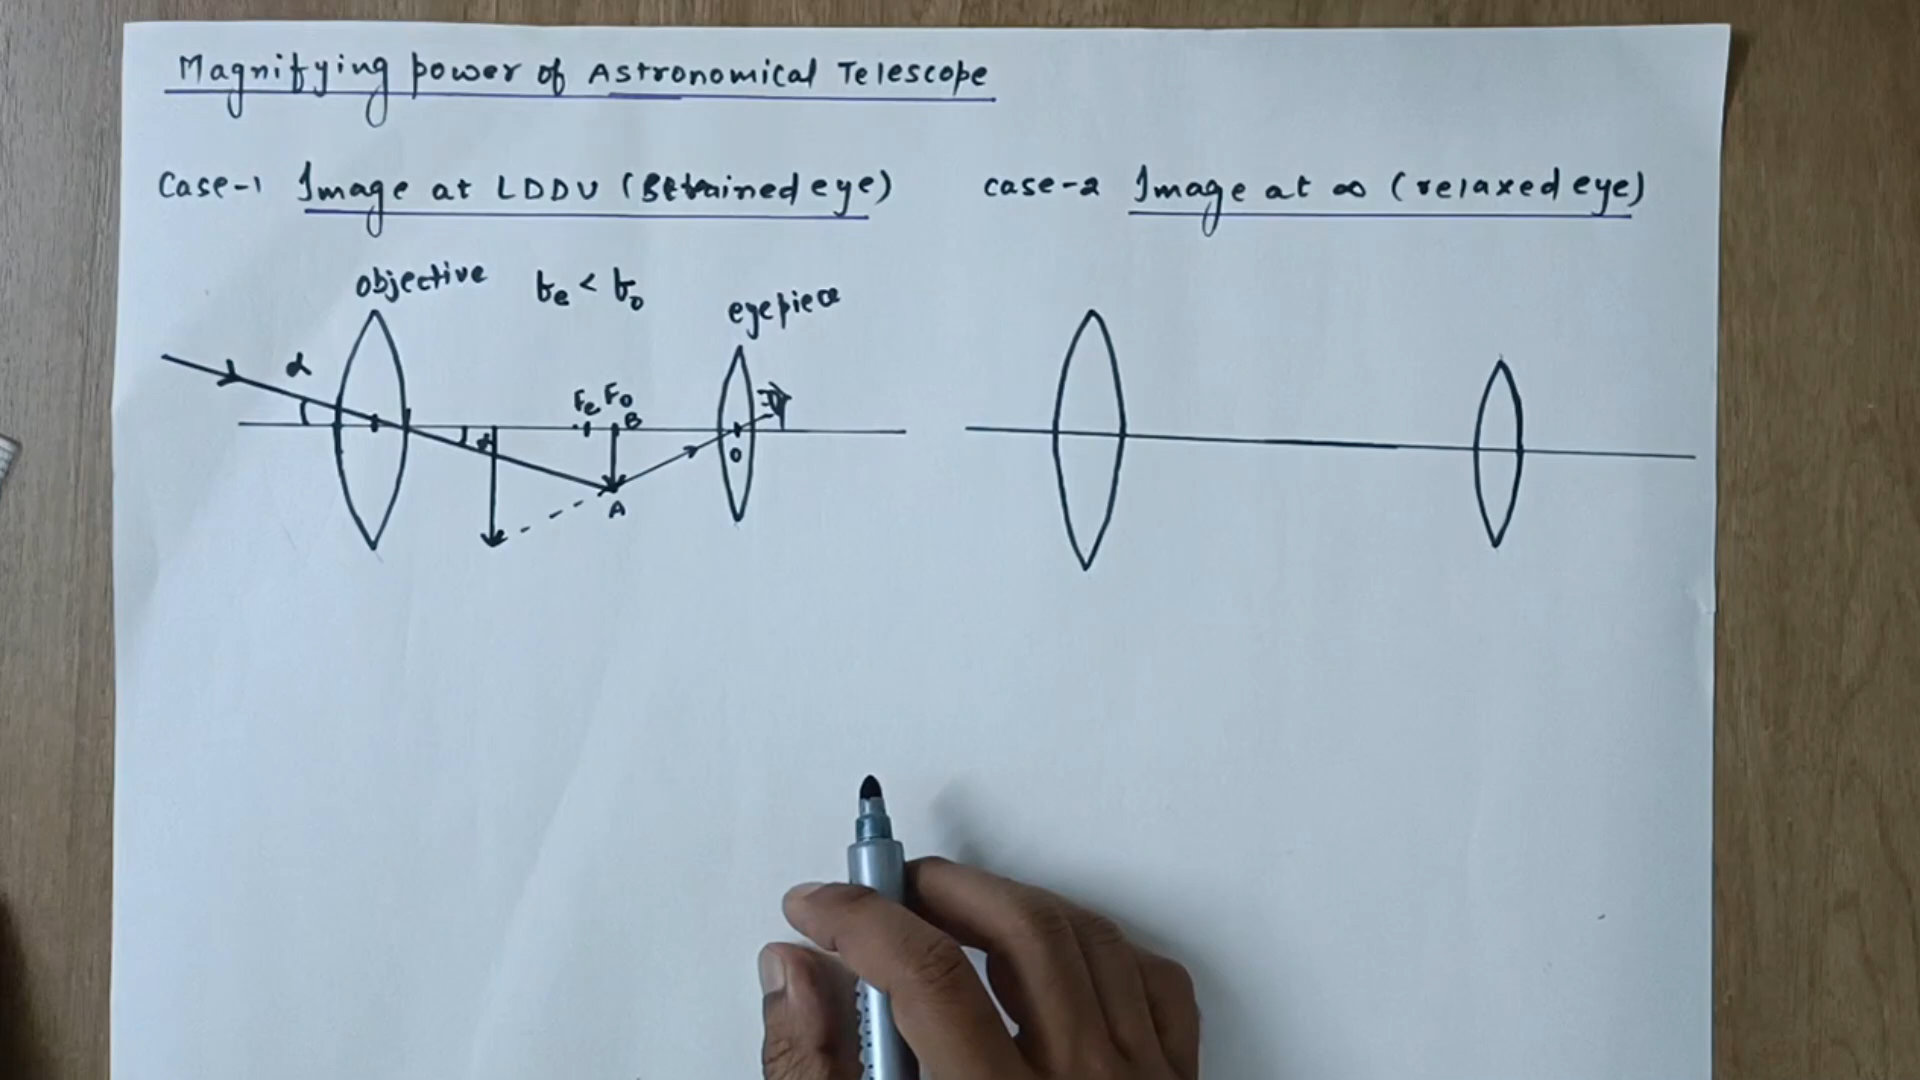 Magnifying power of Astronomical Telescope
Case-1 Image at LDDV (Strained eye)
case-2 Image at ∞ (relaxed eye)
objective
fe < fo
eyepiece
α
Fe Fo
B
α
O
A